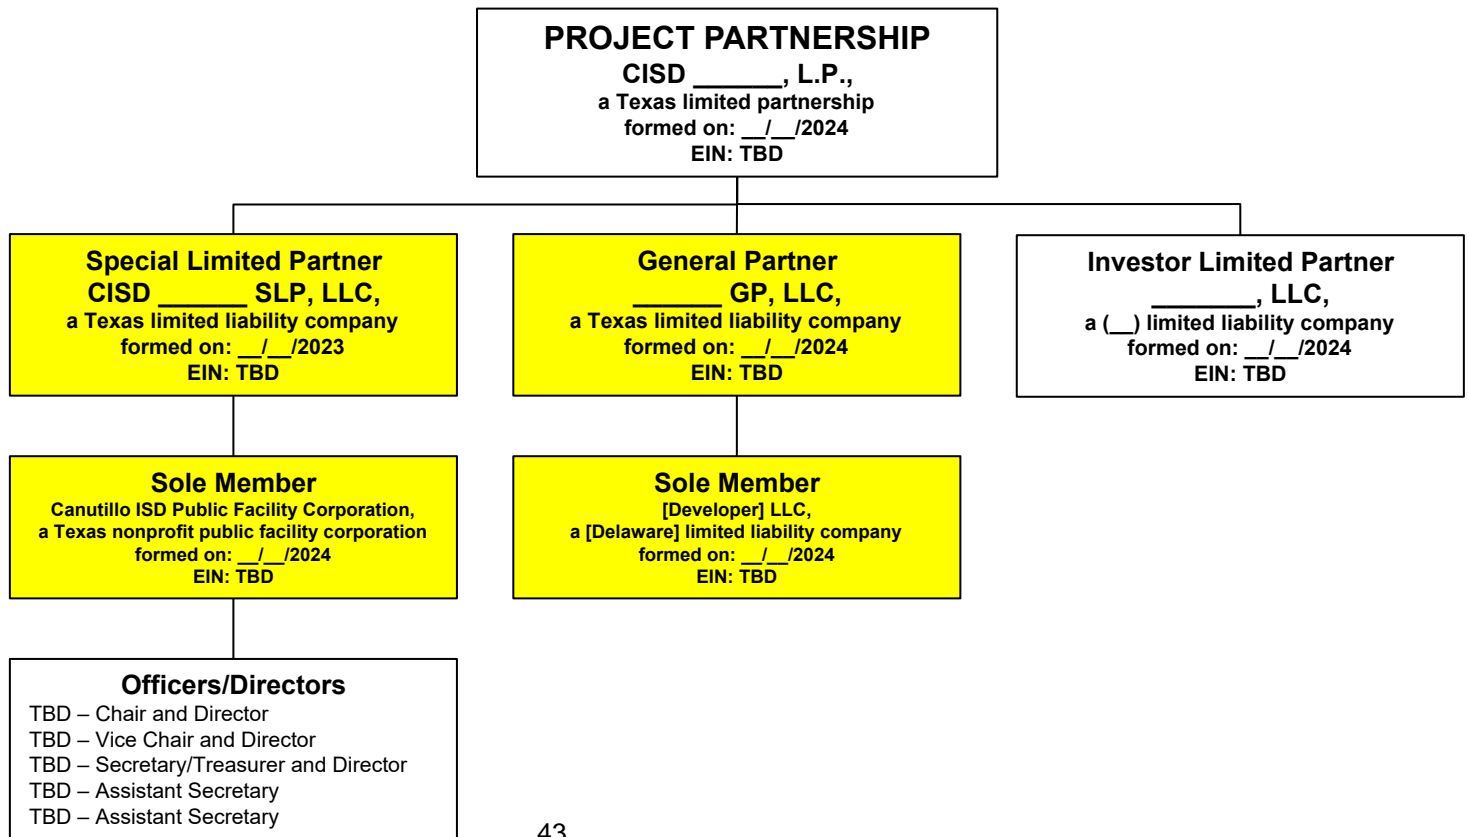 PROJECT PARTNERSHIP
CISD ______, L.P.,
a Texas limited partnership
formed on: __/__/2024
EIN: TBD
Special Limited Partner
CISD ______ SLP, LLC,
a Texas limited liability company
formed on: __/__/2023
EIN: TBD
General Partner
______ GP, LLC,
a Texas limited liability company
formed on: __/__/2024
EIN: TBD
Investor Limited Partner
_______, LLC,
a (__) limited liability company
formed on: __/__/2024
EIN: TBD
Sole Member
Canutillo ISD Public Facility Corporation,
a Texas nonprofit public facility corporation
formed on: __/__/2024
EIN: TBD
Sole Member
[Developer] LLC,
a [Delaware] limited liability company
formed on: __/__/2024
EIN: TBD
Officers/Directors
TBD – Chair and Director
TBD – Vice Chair and Director
TBD – Secretary/Treasurer and Director
TBD – Assistant Secretary
TBD – Assistant Secretary
43